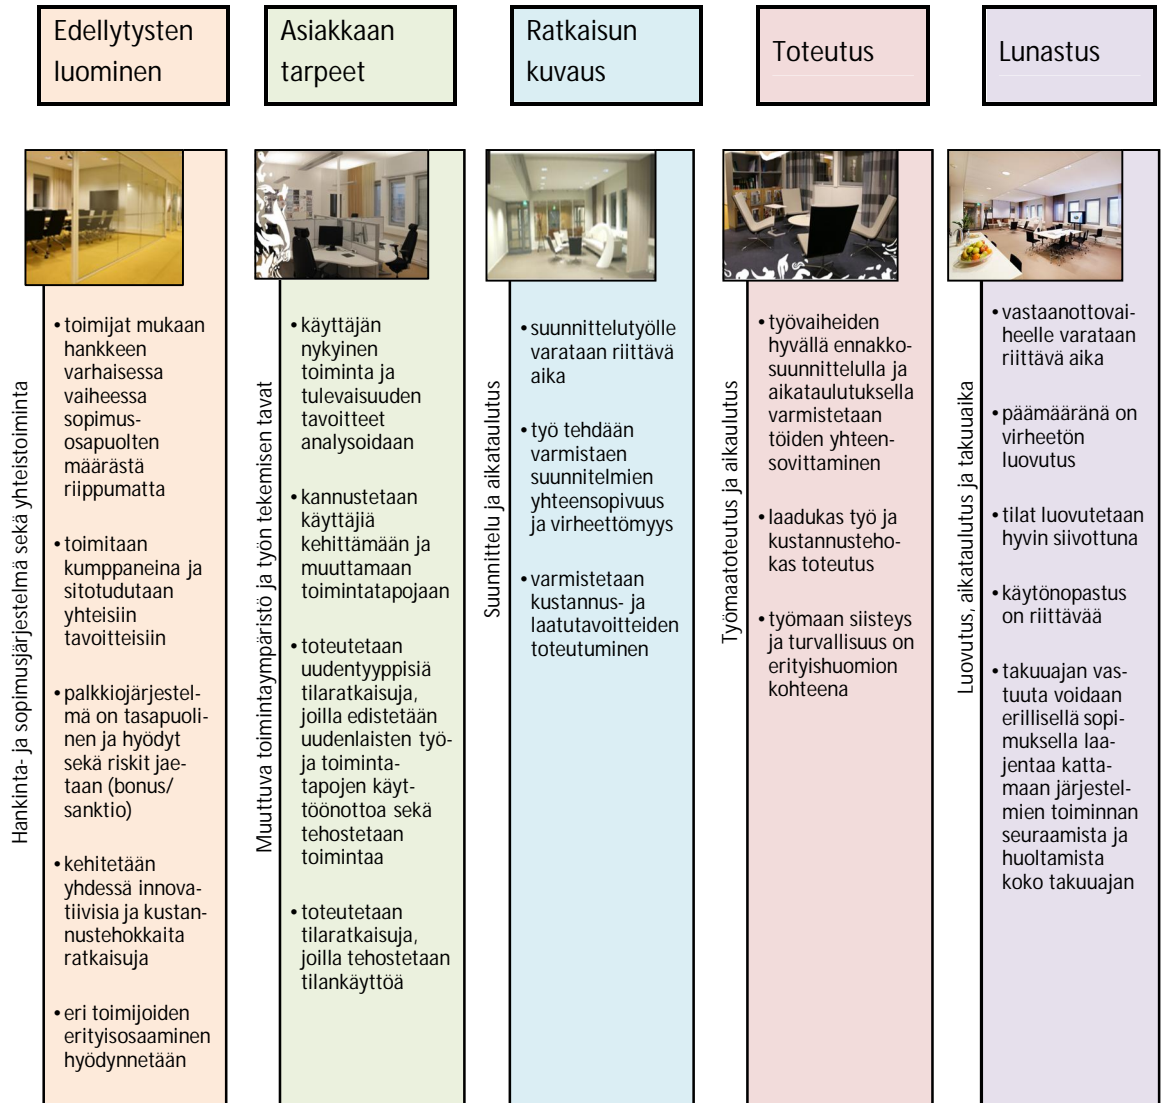 Edellytysten
luominen
Asiakkaan
tarpeet
Ratkaisun
kuvaus
Toteutus
Lunastus
Hankinta- ja sopimusjärjestelmä sekä yhteistoiminta
• toimijat mukaan
hankkeen
varhaisessa
vaiheessa
sopimus-
osapuolten
määrästä
riippumatta
• toimitaan
kumppaneina ja
sitotudutaan
yhteisiin
tavoitteisiin
• palkkiojärjestel-
mä on tasapuoli-
nen ja hyödyt
sekä riskit jae-
taan (bonus/
sanktio)
• kehitetään
yhdessä innova-
tiivisia ja kustan-
nustehokkaita
ratkaisuja
• eri toimijoiden
erityisosaaminen
hyödynnetään
Muuttuva toimintaympäristö ja työn tekemisen tavat
• käyttäjän
nykyinen
toiminta ja
tulevaisuuden
tavoitteet
analysoidaan
• kannustetaan
käyttäjiä
kehittämään ja
muuttamaan
toimintatapojaan
• toteutetaan
uudentyyppisiä
tilaratkaisuja,
joilla edistetään
uudenlaisten työ-
ja toiminta-
tapojen käyt-
töönottoa sekä
tehostetaan
toimintaa
• toteutetaan
tilaratkaisuja,
joilla tehostetaan
tilankäyttöä
Suunnittelu ja aikataulutus
• suunnittelutyölle
varataan riittävä
aika
• työ tehdään
varmistaen
suunnitelmien
yhteensopivuus
ja virheettömyys
• varmistetaan
kustannus- ja
laatutavoitteiden
toteutuminen
Työmaatoteutus ja aikaulutus
• työvaiheiden
hyvällä ennakko-
suunnittelulla ja
aikataulutuksella
varmistetaan
töiden yhteen-
sovittaminen
• laadukas työ ja
kustannusteho-
kas toteutus
• työmaan siisteys
ja turvallisuus on
erityishuomion
kohteena
Luovutus, aikataulutus ja takuuaika
• vastaanottovai-
heelle varataan
riittävä aika
• päämääränä on
virheetön
luovutus
• tilat luovutetaan
hyvin siivottuna
• käytönopastus
on riittävää
• takuuajan vas-
tuuta voidaan
erillisellä sopi-
muksella laa-
jentaa katta-
maan järjestel-
mien toiminnan
seuraamista ja
huoltamista
koko takuuajan